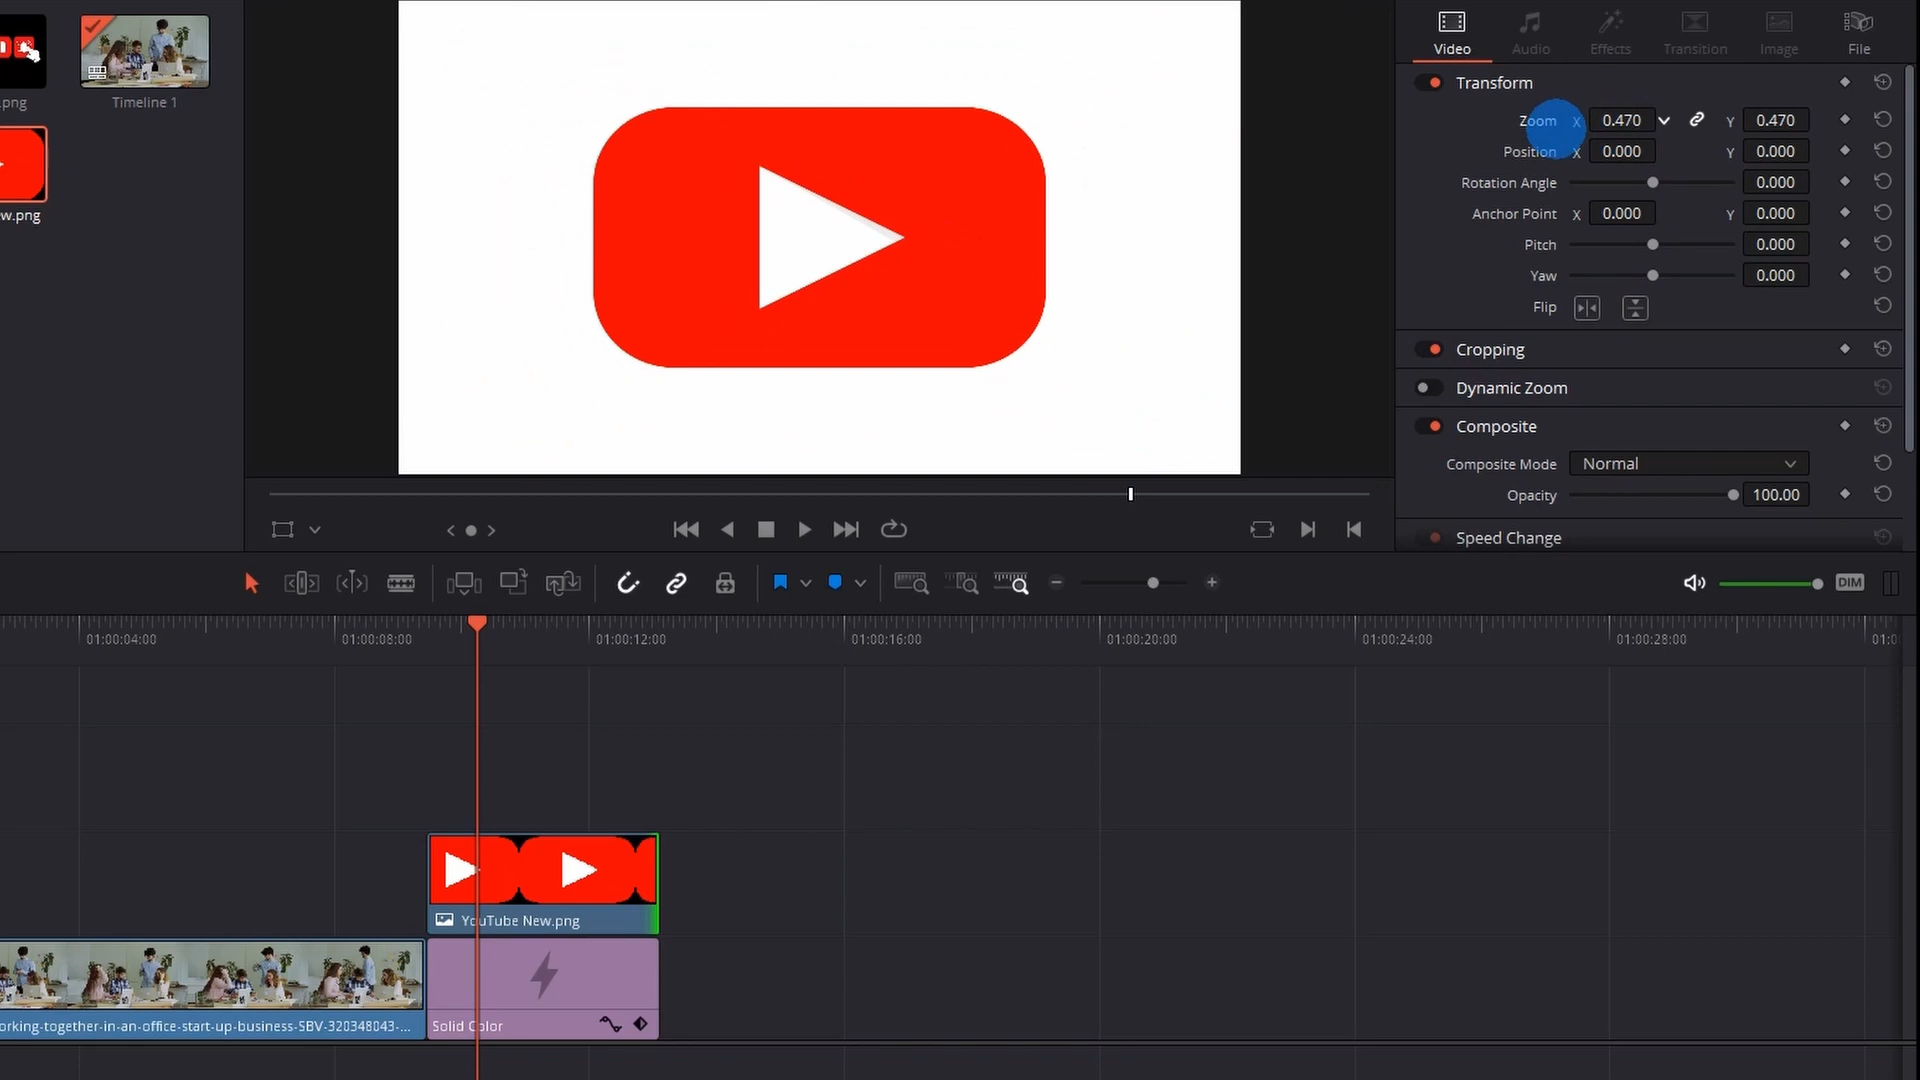 .png
Timeline 1
w.png
Video
Audio
Effects
Transition
Image
File
Transform
Zoom X 0.470 Y 0.470
Position X 0.000 Y 0.000
Rotation Angle 0.000
Anchor Point X 0.000 Y 0.000
Pitch 0.000
Yaw 0.000
Flip
Cropping
Dynamic Zoom
Composite
Composite Mode Normal
Opacity 100.00
Speed Change
DIM
01:00:04:00 01:00:08:00 01:00:12:00 01:00:16:00 01:00:20:00 01:00:24:00 01:00:28:00 01:0
YouTube New.png
orking-together-in-an-office-start-up-business-SBV-320348043-...
Solid Color